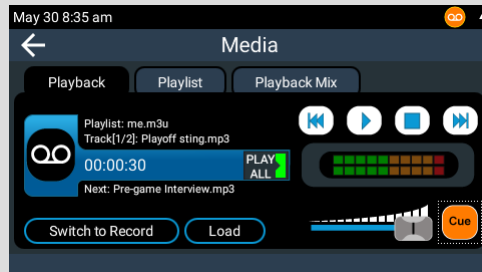 May 30 8:35 am
Media
Playback
Playlist
Playback Mix
Playlist: me.m3u
Track[1/2]: Playoff sting.mp3
00:00:30
PLAY
ALL
Next: Pre-game Interview.mp3
Switch to Record
Load
Cue